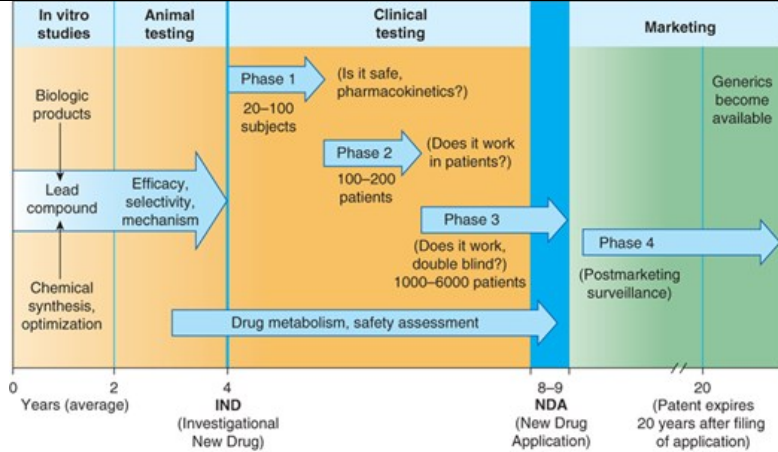 In vitro
studies
Animal
testing
Clinical
testing
Marketing
Biologic
products
Lead
compound
Chemical
synthesis,
optimization
Efficacy,
selectivity,
mechanism
Phase 1
(Is it safe,
pharmacokinetics?)
20–100
subjects
Phase 2
(Does it work
in patients?)
100–200
patients
Phase 3
(Does it work,
double blind?)
1000–6000 patients
Drug metabolism, safety assessment
Generics
become
available
Phase 4
(Postmarketing
surveillance)
0
2
4
8–9
20
Years (average)
IND
(Investigational
New Drug)
NDA
(New Drug
Application)
(Patent expires
20 years after filing
of application)